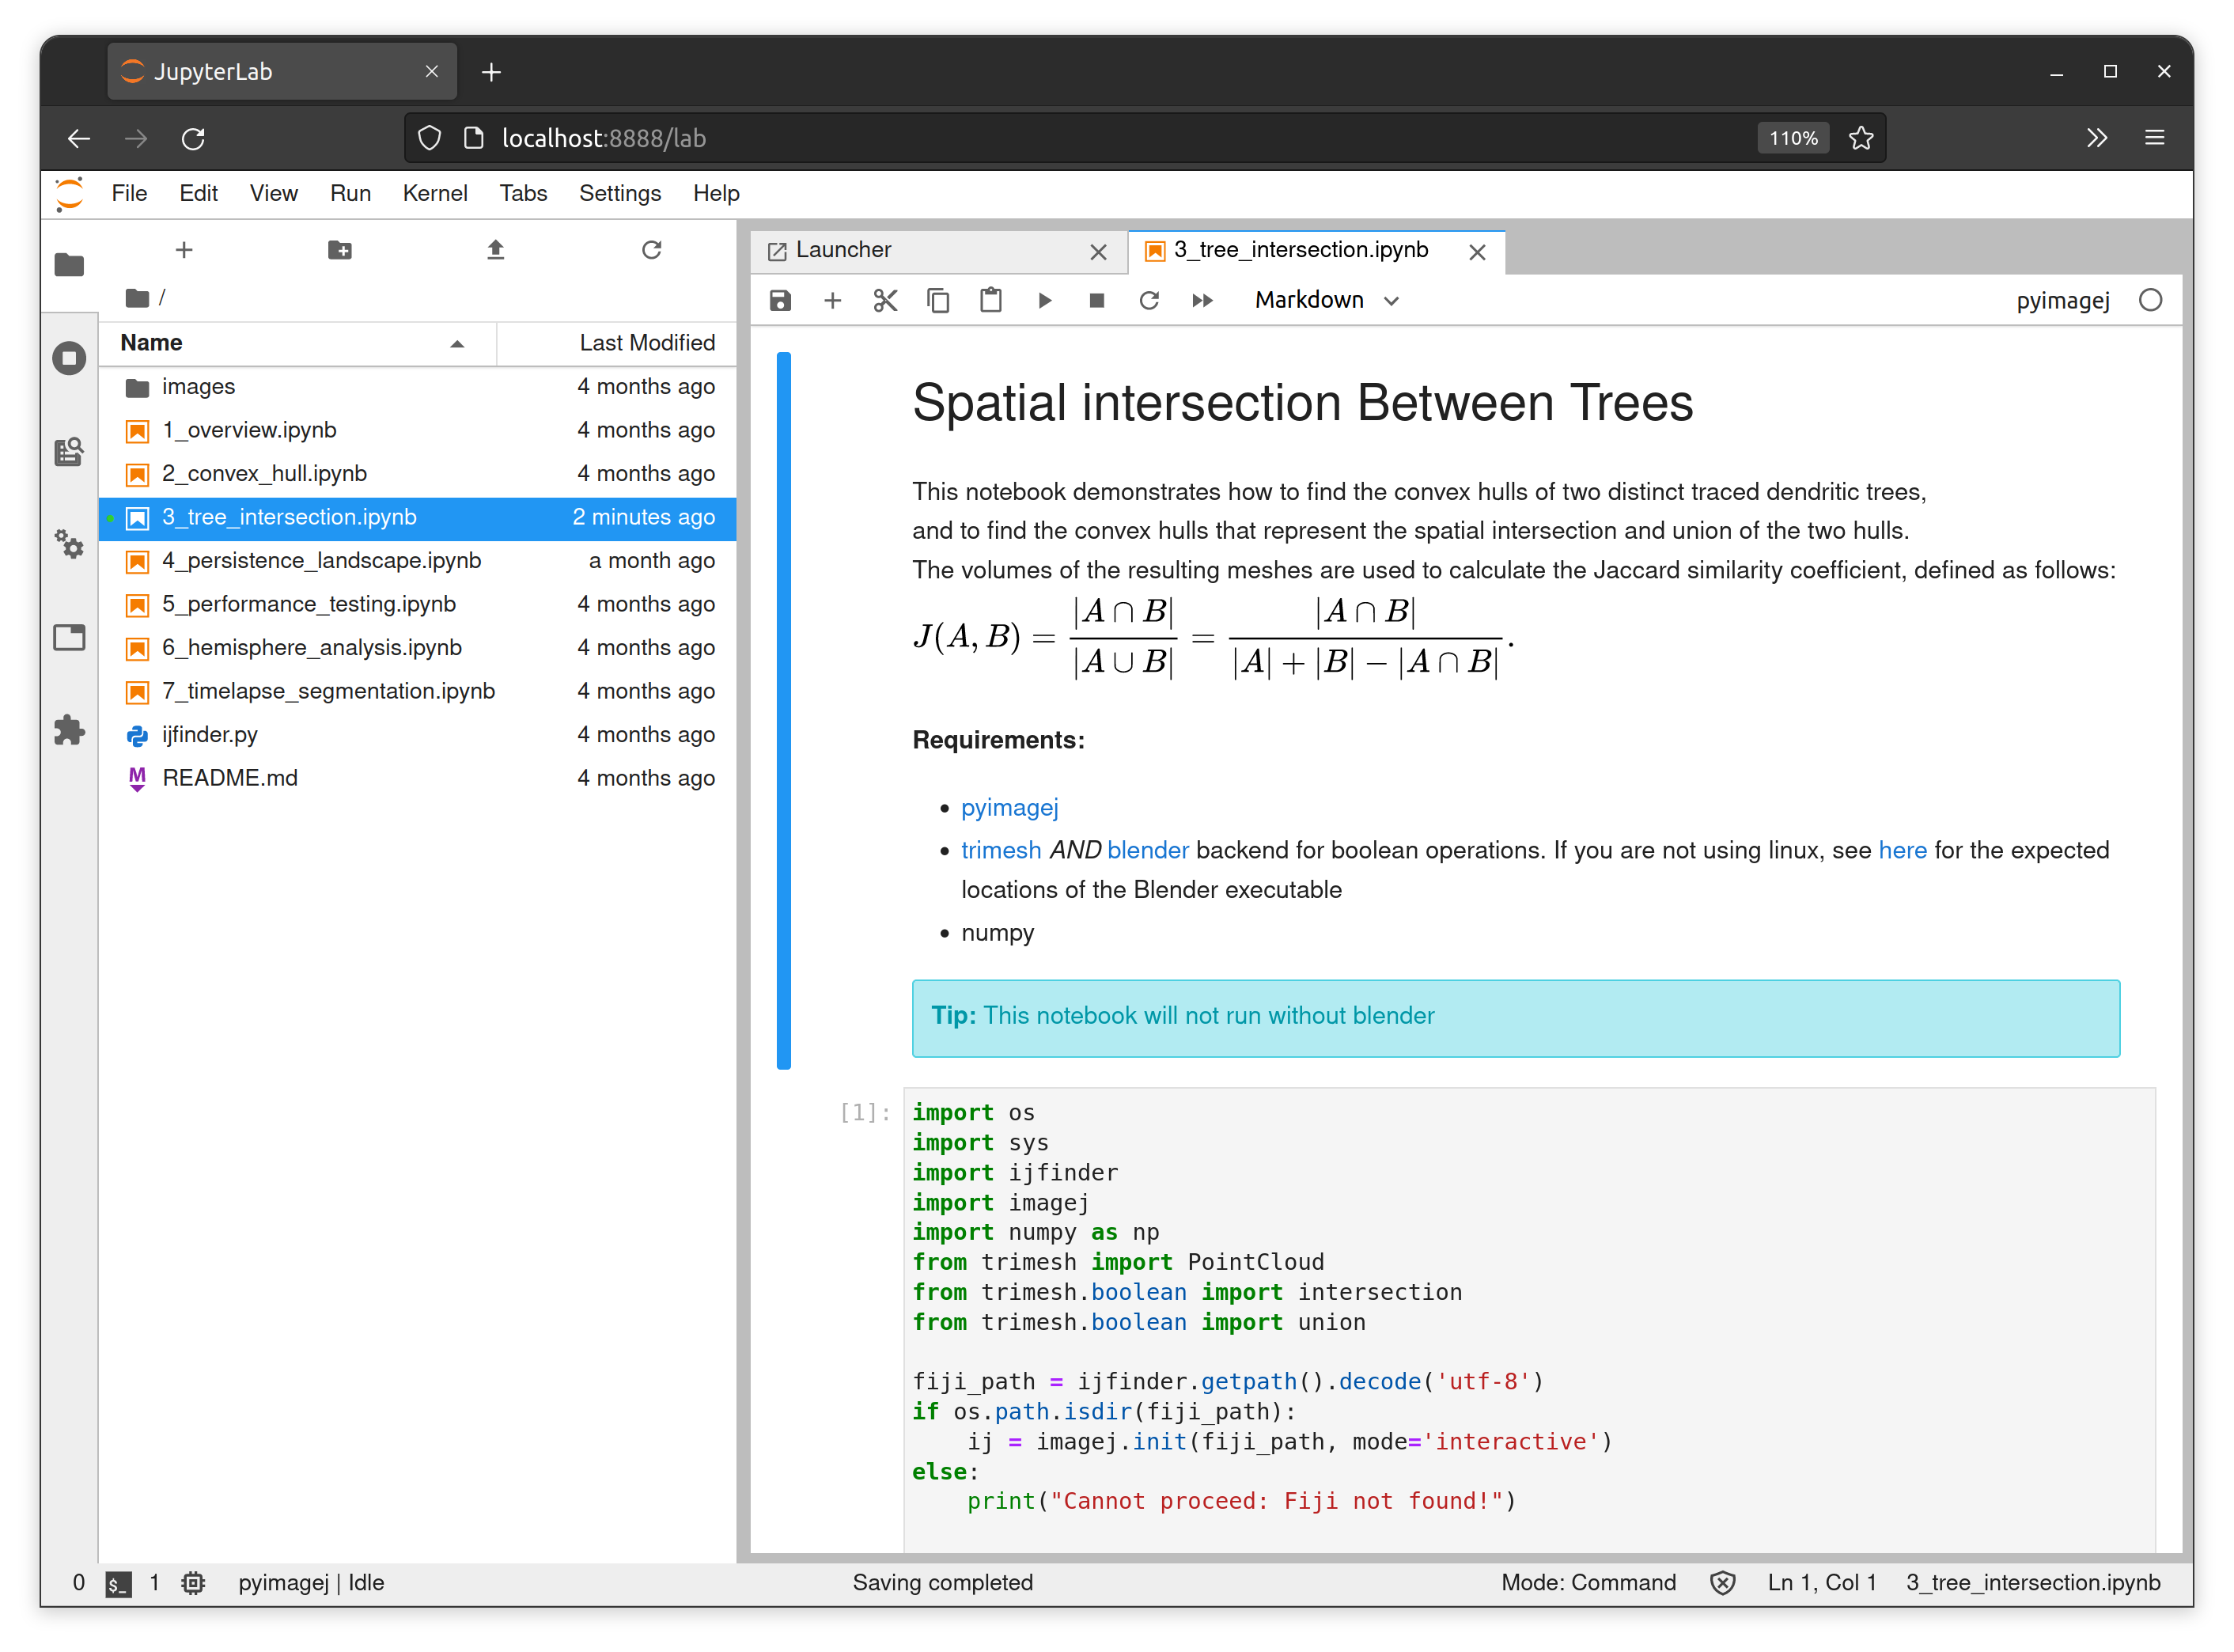 JupyterLab
localhost:8888/lab
110%
File Edit View Run Kernel Tabs Settings Help
/
Name Last Modified
images 4 months ago
1_overview.ipynb 4 months ago
2_convex_hull.ipynb 4 months ago
3_tree_intersection.ipynb 2 minutes ago
4_persistence_landscape.ipynb a month ago
5_performance_testing.ipynb 4 months ago
6_hemisphere_analysis.ipynb 4 months ago
7_timelapse_segmentation.ipynb 4 months ago
ijfinder.py 4 months ago
M README.md 4 months ago
Launcher 3_tree_intersection.ipynb
Markdown pyimagej
Spatial intersection Between Trees
This notebook demonstrates how to find the convex hulls of two distinct traced dendritic trees,
and to find the convex hulls that represent the spatial intersection and union of the two hulls.
The volumes of the resulting meshes are used to calculate the Jaccard similarity coefficient, defined as follows:
J(A, B) = |A ∩ B| / |A ∪ B| = |A ∩ B| / |A| + |B| − |A ∩ B|.
Requirements:
• pyimagej
• trimesh AND blender backend for boolean operations. If you are not using linux, see here for the expected
locations of the Blender executable
• numpy
Tip: This notebook will not run without blender
[1]: import os
import sys
import ijfinder
import imagej
import numpy as np
from trimesh import PointCloud
from trimesh.boolean import intersection
from trimesh.boolean import union
fiji_path = ijfinder.getpath().decode('utf-8')
if os.path.isdir(fiji_path):
    ij = imagej.init(fiji_path, mode='interactive')
else:
    print("Cannot proceed: Fiji not found!")
0 $_ 1 pyimagej | Idle Saving completed Mode: Command Ln 1, Col 1 3_tree_intersection.ipynb